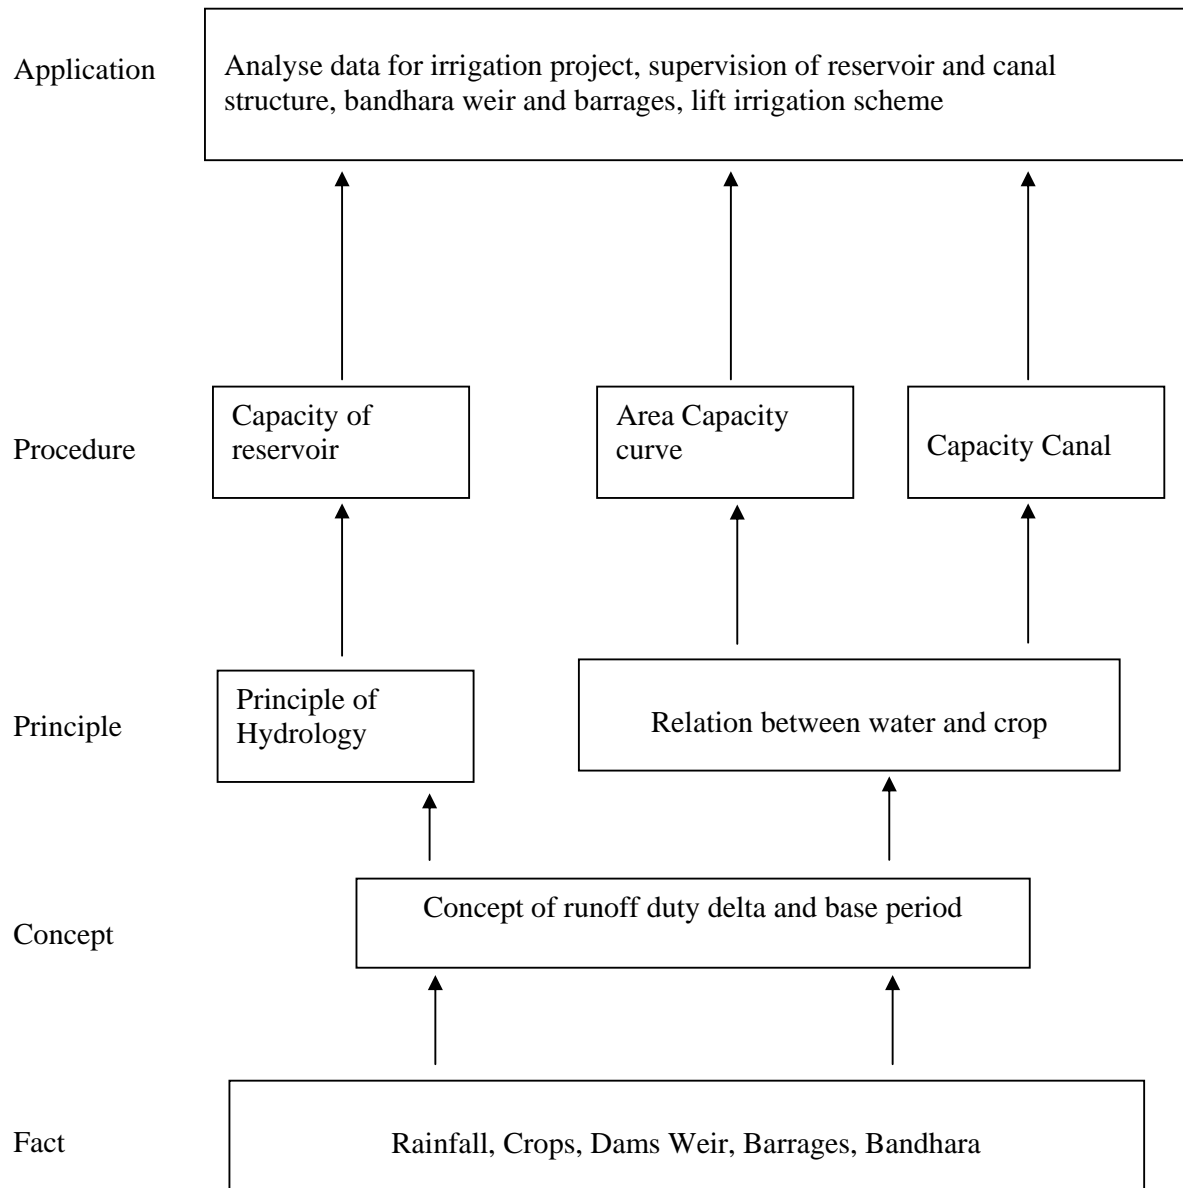 Application
Analyse data for irrigation project, supervision of reservoir and canal
structure, bandhara weir and barrages, lift irrigation scheme
Procedure
Capacity of
reservoir
Area Capacity
curve
Capacity Canal
Principle
Principle of
Hydrology
Relation between water and crop
Concept
Concept of runoff duty delta and base period
Fact
Rainfall, Crops, Dams Weir, Barrages, Bandhara